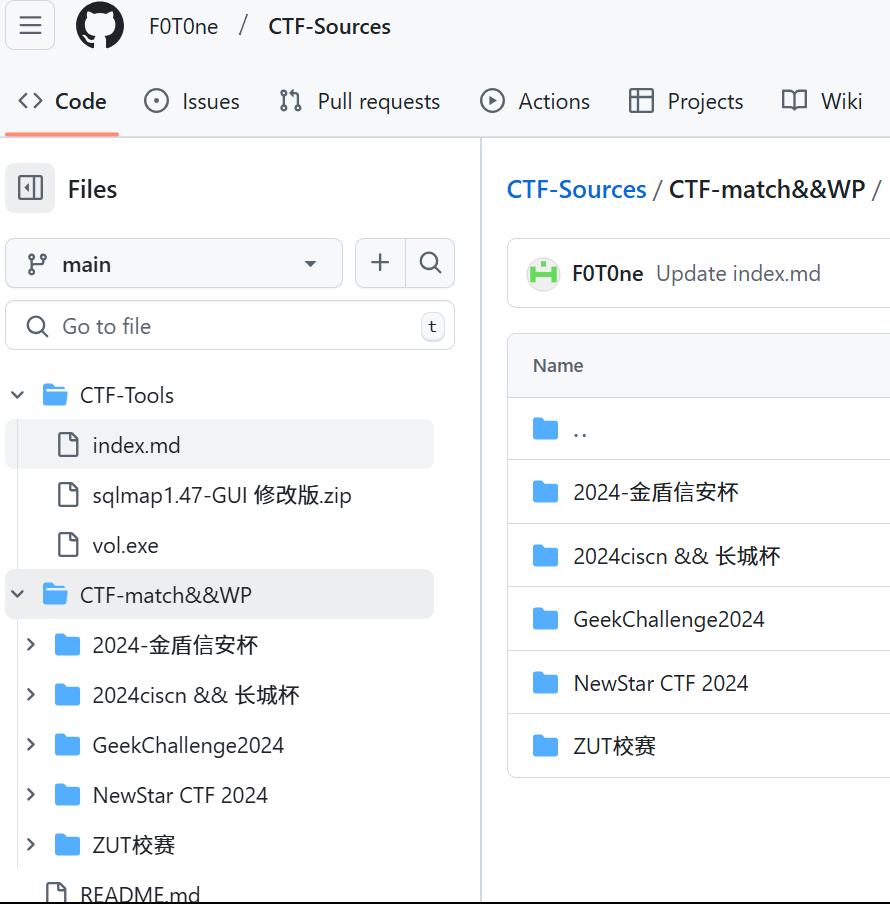 F0T0ne / CTF-Sources
Code Issues Pull requests Actions Projects Wiki
Files
main
Go to file t
CTF-Tools
index.md
sqlmap1.47-GUI 修改版.zip
vol.exe
CTF-match&&WP
2024-金盾信安杯
2024ciscn && 长城杯
GeekChallenge2024
NewStar CTF 2024
ZUT校赛
README.md
CTF-Sources / CTF-match&&WP /
F0T0ne Update index.md
Name
..
2024-金盾信安杯
2024ciscn && 长城杯
GeekChallenge2024
NewStar CTF 2024
ZUT校赛